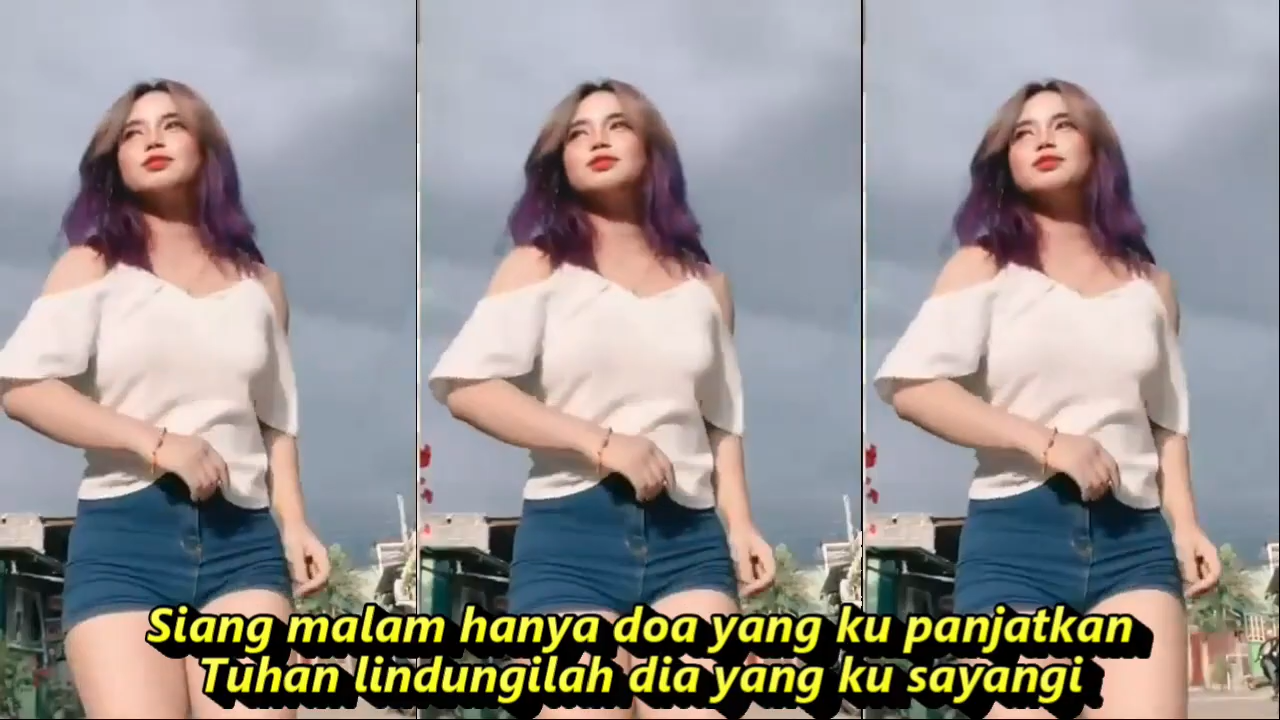 Siang malam hanya doa yang ku panjatkan
Tuhan lindungilah dia yang ku sayangi